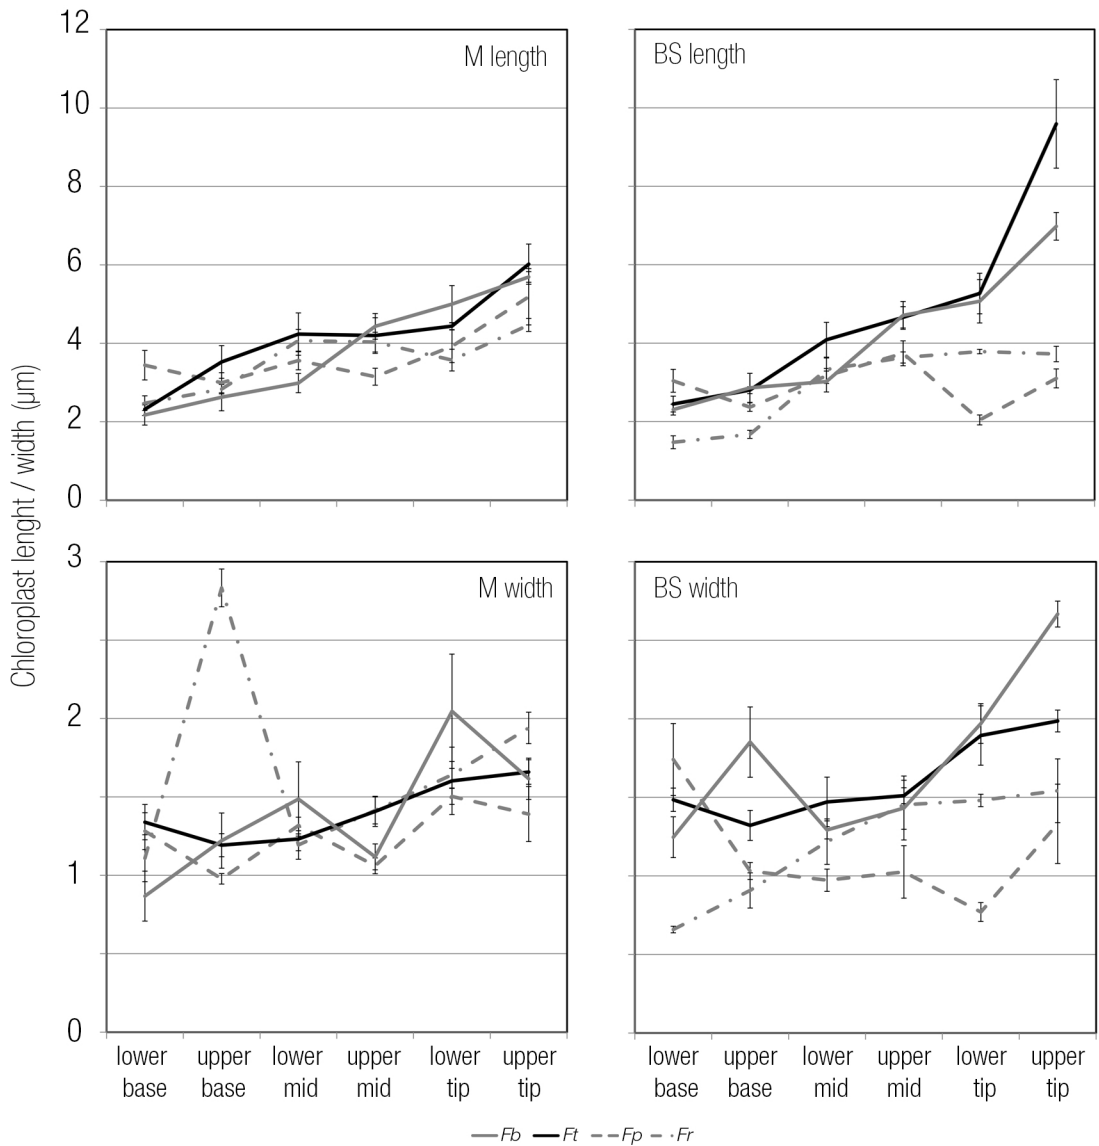 12
10
8
6
4
2
0
M length
BS length
Chloroplast lenght / width (µm)
3
2
1
0
M width
BS width
lower base
upper base
lower mid
upper mid
lower tip
upper tip
lower base
upper base
lower mid
upper mid
lower tip
upper tip
Fb Ft Fp Fr